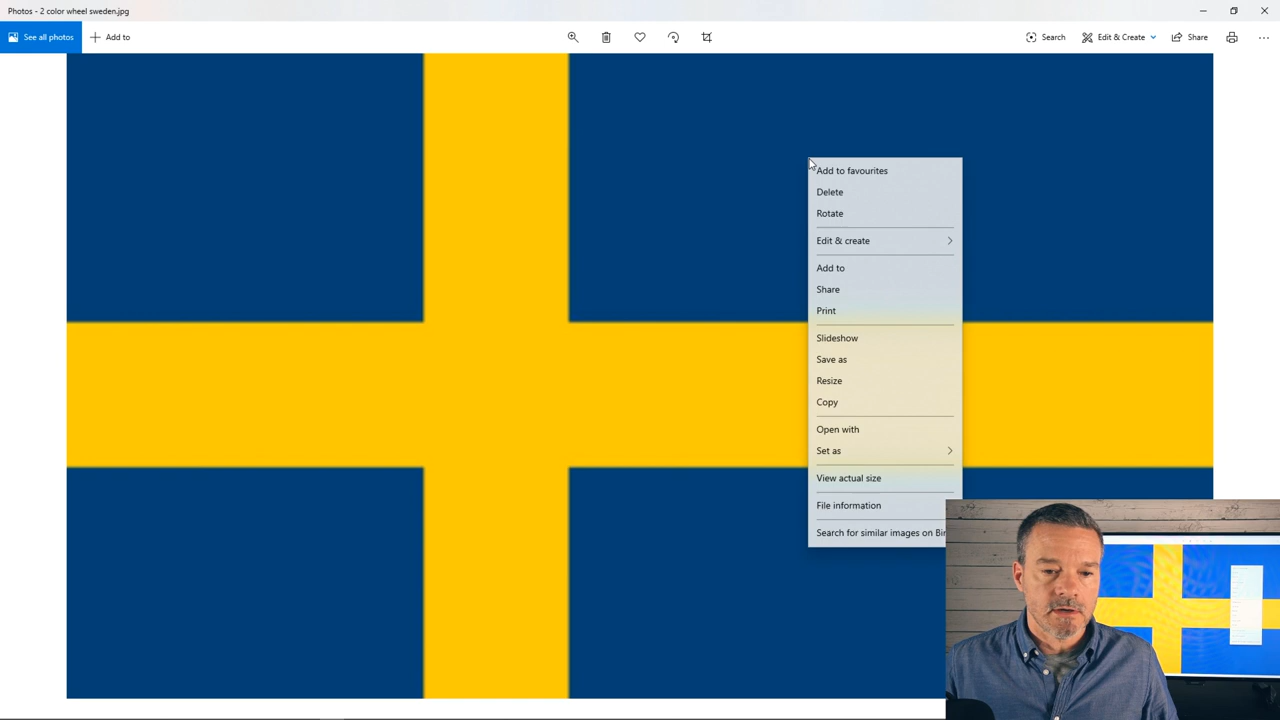 Photos - 2 color wheel sweden.jpg
See all photos
Add to
Search
Edit & Create
Share
Add to favourites
Delete
Rotate
Edit & create
Add to
Share
Print
Slideshow
Save as
Resize
Copy
Open with
Set as
View actual size
File information
Search for similar images on Bin